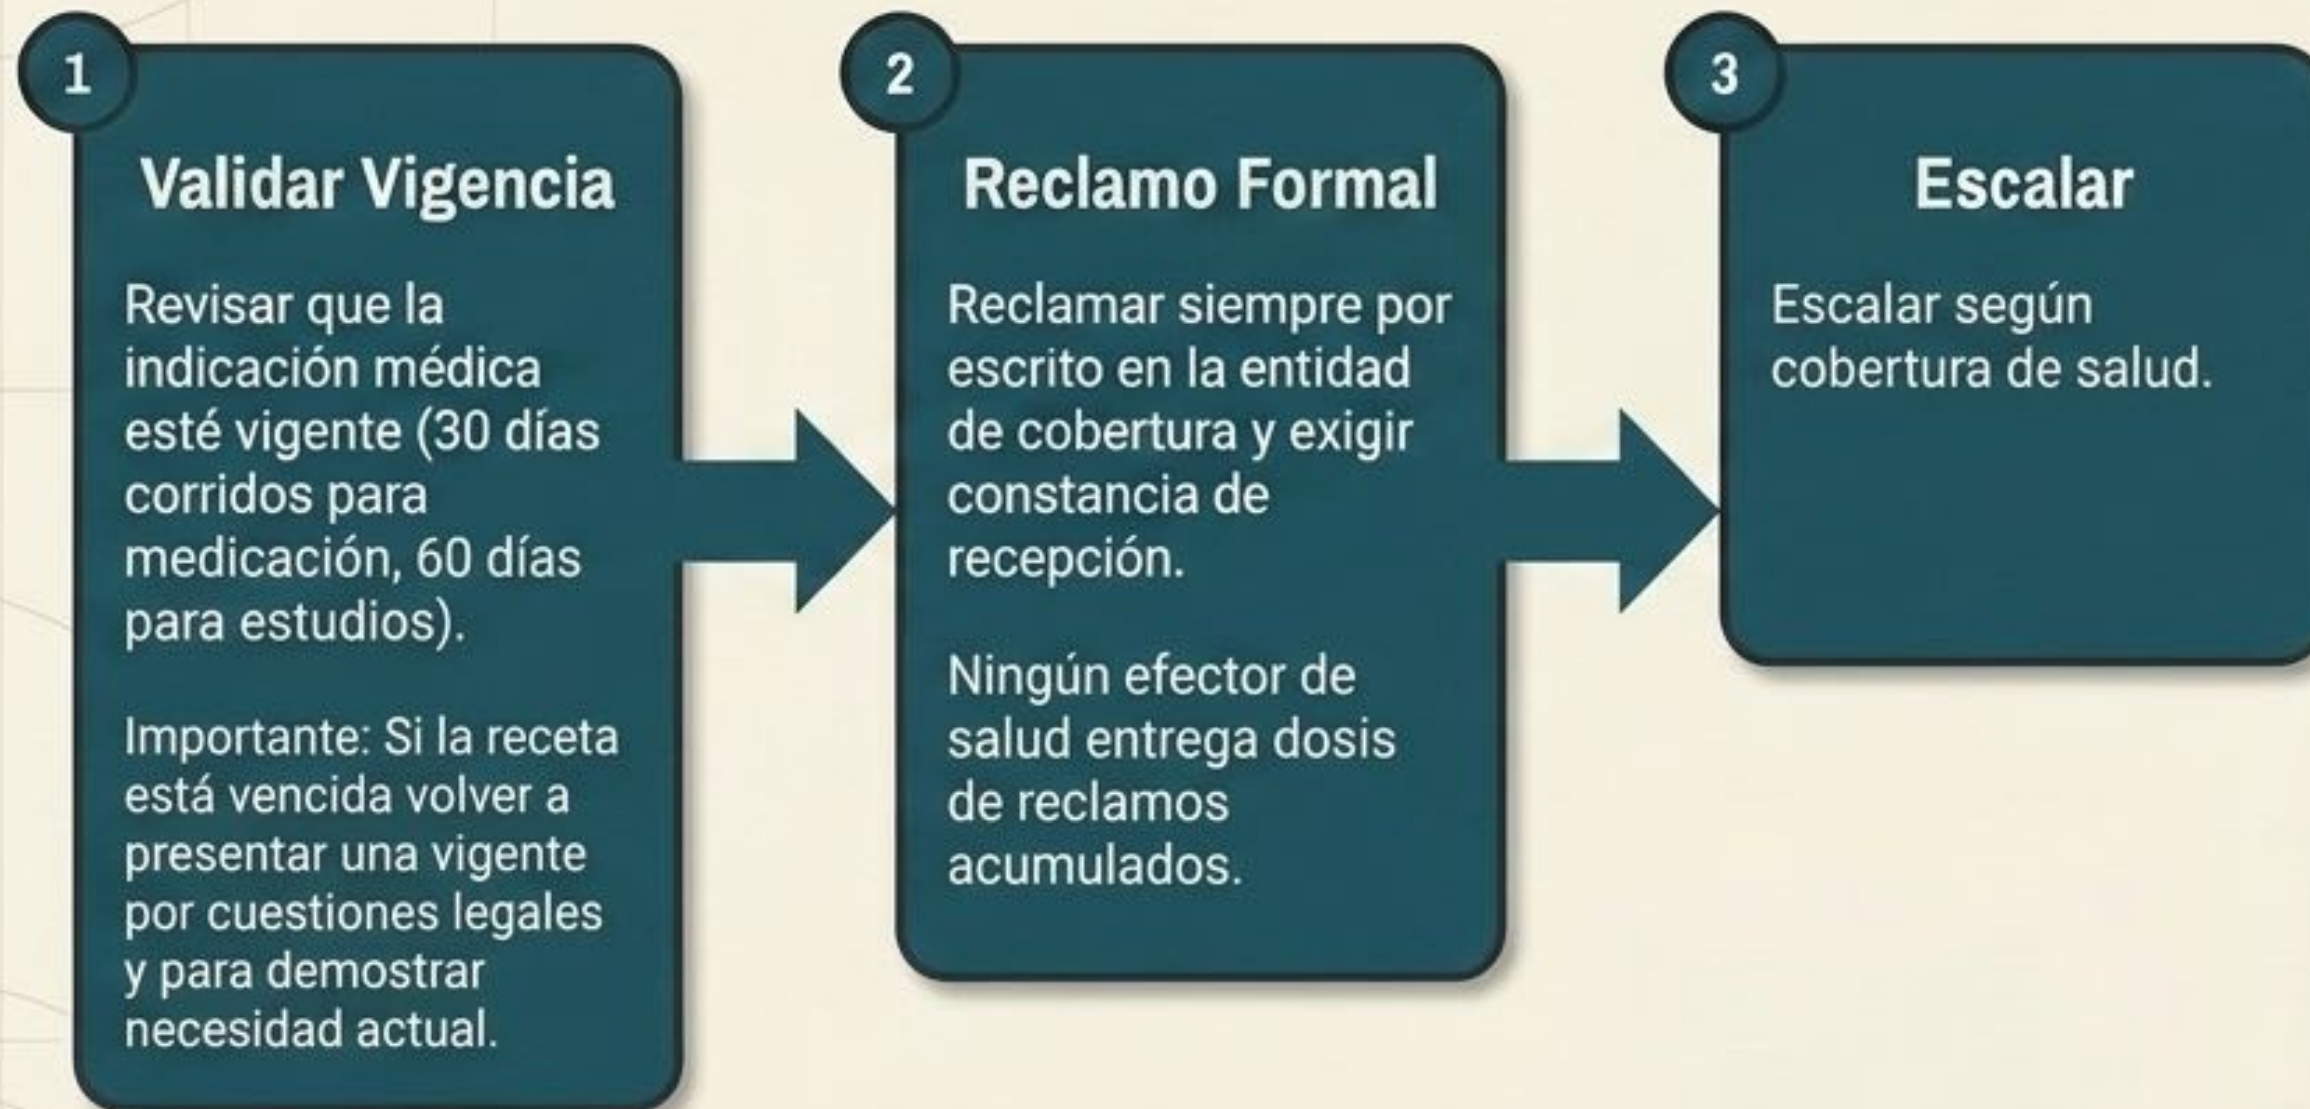 1
Validar Vigencia
Revisar que la
indicación médica
esté vigente (30 días
corridos para
medicación, 60 días
para estudios).
Importante: Si la receta
está vencida volver a
presentar una vigente
por cuestiones legales
y para demostrar
necesidad actual.
2
Reclamo Formal
Reclamar siempre por
escrito en la entidad
de cobertura y exigir
constancia de
recepción.
Ningún efector de
salud entrega dosis
de reclamos
acumulados.
3
Escalar
Escalar según
cobertura de salud.